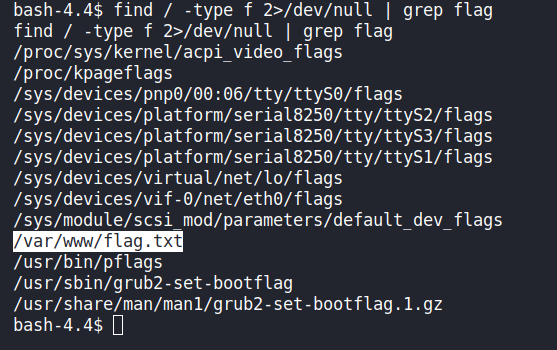 bash-4.4$ find / -type f 2>/dev/null | grep flag
find / -type f 2>/dev/null | grep flag
/proc/sys/kernel/acpi_video_flags
/proc/kpageflags
/sys/devices/pnp0/00:06/tty/ttyS0/flags
/sys/devices/platform/serial8250/tty/ttyS2/flags
/sys/devices/platform/serial8250/tty/ttyS3/flags
/sys/devices/platform/serial8250/tty/ttyS1/flags
/sys/devices/virtual/net/lo/flags
/sys/devices/vif-0/net/eth0/flags
/sys/module/scsi_mod/parameters/default_dev_flags
/var/www/flag.txt
/usr/bin/pflags
/usr/sbin/grub2-set-bootflag
/usr/share/man/man1/grub2-set-bootflag.1.gz
bash-4.4$